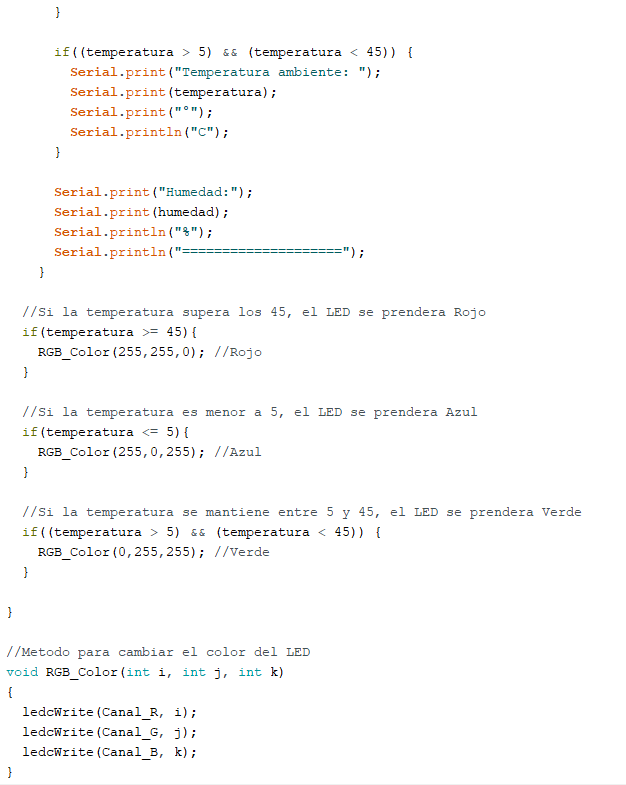 }

      if((temperatura > 5) && (temperatura < 45)) {
        Serial.print("Temperatura ambiente: ");
        Serial.print(temperatura);
        Serial.print("°");
        Serial.println("C");
      }

      Serial.print("Humedad:");
      Serial.print(humedad);
      Serial.println("%");
      Serial.println("====================");
    }

  //Si la temperatura supera los 45, el LED se prendera Rojo
  if(temperatura >= 45){
    RGB_Color(255,255,0); //Rojo
  }

  //Si la temperatura es menor a 5, el LED se prendera Azul
  if(temperatura <= 5){
    RGB_Color(255,0,255); //Azul
  }

  //Si la temperatura se mantiene entre 5 y 45, el LED se prendera Verde
  if((temperatura > 5) && (temperatura < 45)) {
    RGB_Color(0,255,255); //Verde
  }

}

//Metodo para cambiar el color del LED
void RGB_Color(int i, int j, int k)
{
  ledcWrite(Canal_R, i);
  ledcWrite(Canal_G, j);
  ledcWrite(Canal_B, k);
}